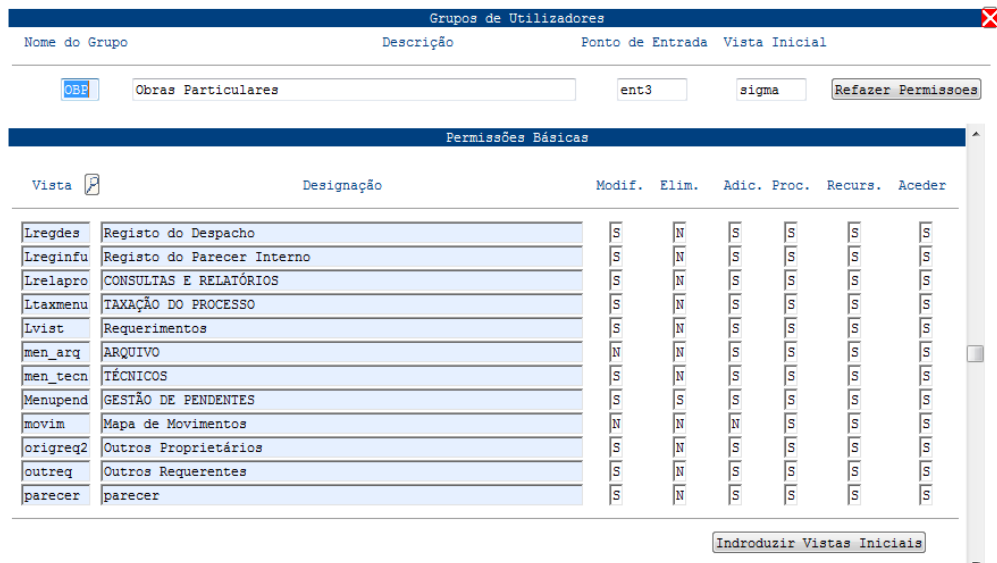 Grupos de Utilizadores
Nome do Grupo Descrição Ponto de Entrada Vista Inicial
OBP Obras Particulares ent3 sigma Refazer Permissoes
Permissões Básicas
Vista Designação Modif. Elim. Adic. Proc. Recurs. Aceder
Lregdes Registo do Despacho S N S S S S
Lreginfu Registo do Parecer Interno S N S S S S
Lrelapro CONSULTAS E RELATÓRIOS S N S S S S
Ltaxmenu TAXAÇÃO DO PROCESSO S N S S S S
Lvist Requerimentos S N S S S S
men_arq ARQUIVO N N S S S S
men_tecn TÉCNICOS S N S S S S
Menupend GESTÃO DE PENDENTES S S S S S S
movim Mapa de Movimentos N N N S S S
origreq2 Outros Proprietários S N S S S S
outreq Outros Requerentes S N S S S S
parecer parecer S N S S S S
Indroduzir Vistas Iniciais